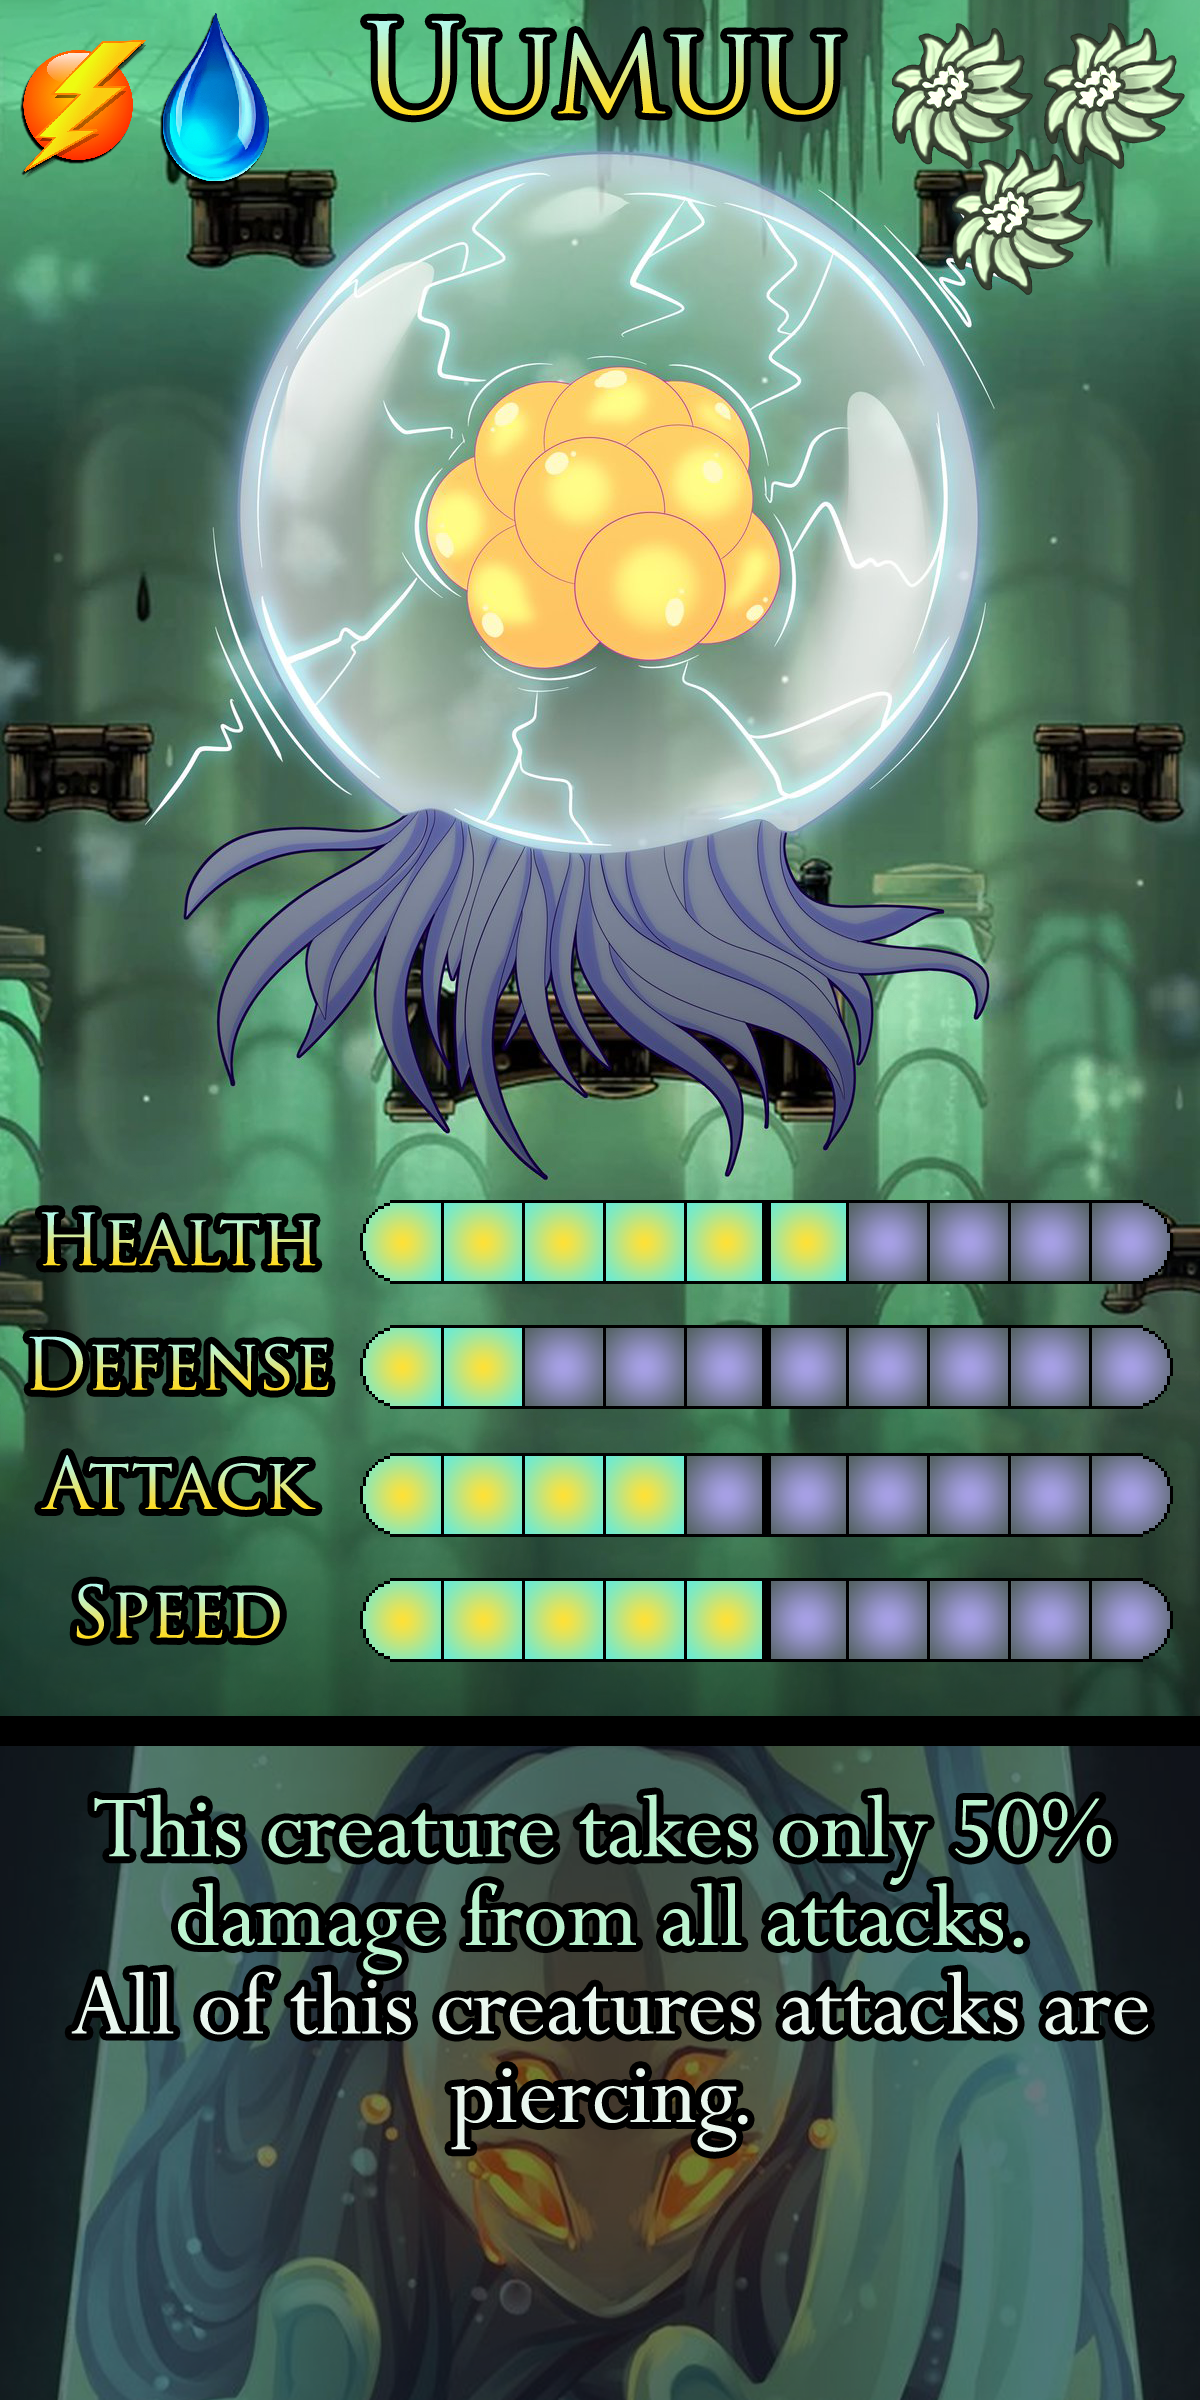 Uumuu
Health
Defense
Attack
Speed
This creature takes only 50%
damage from all attacks.
All of this creatures attacks are
piercing.